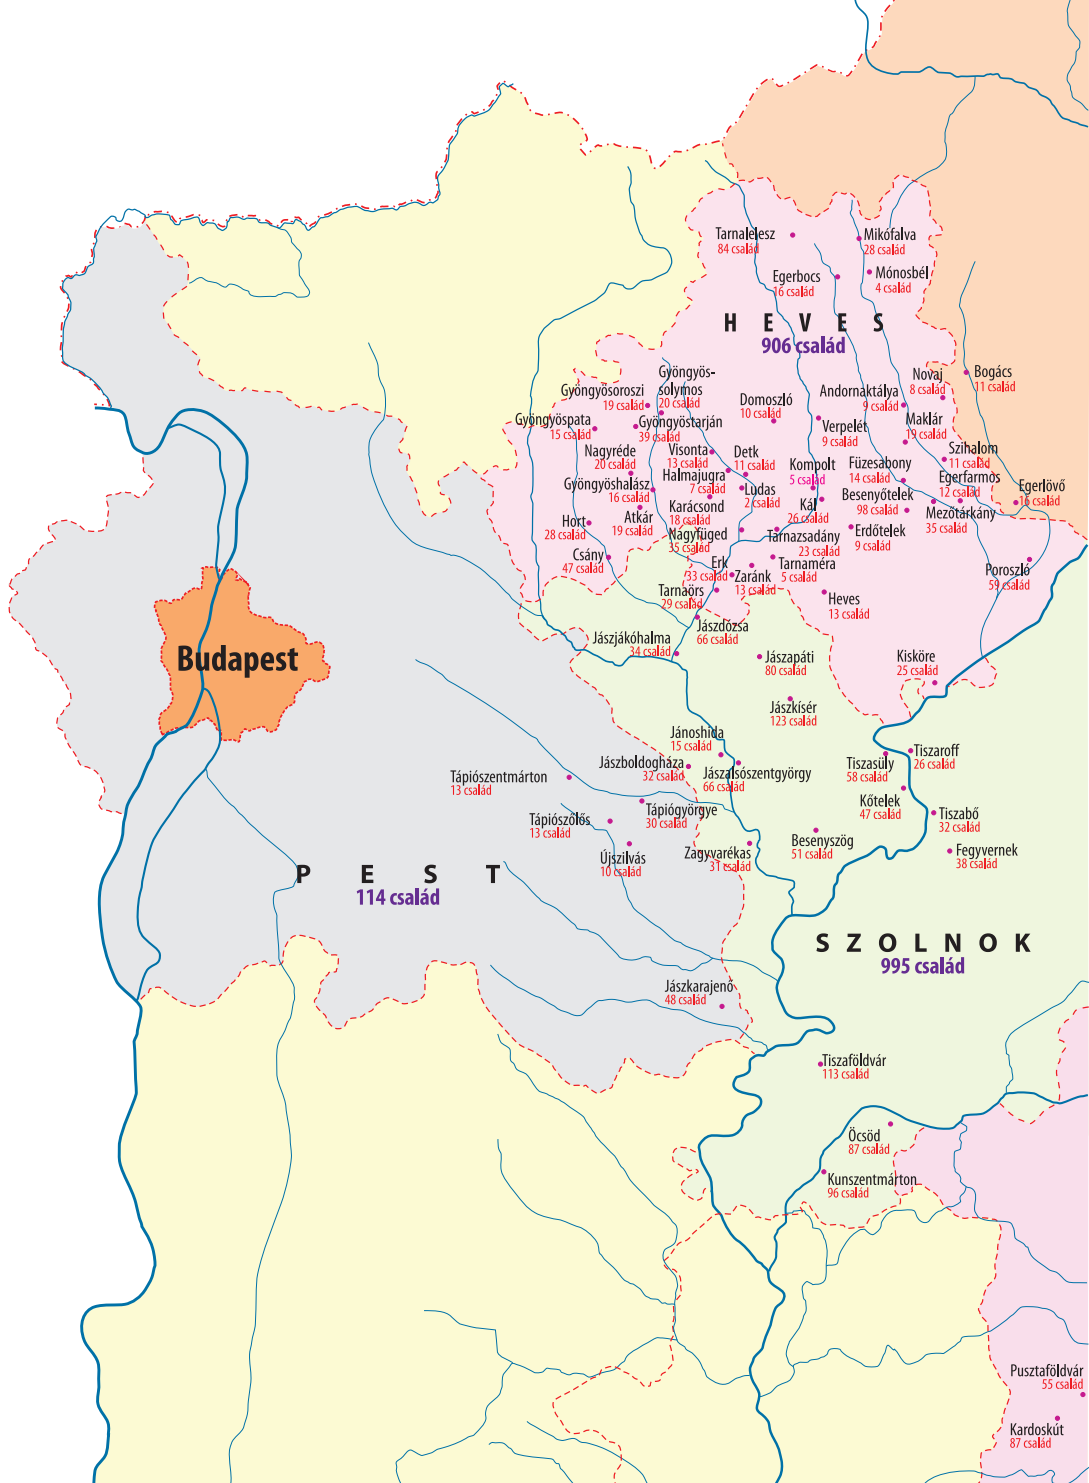 Tarnalelesz
84 család
Mikófalva
28 család
Mónosbél
4 család
Egerbocs
16 család
H E V E S
906 család
Gyöngyös-
solymos
20 család
Gyöngyösoroszi
19 család
Gyöngyöspata
15 család
Gyöngyöstarján
39 család
Domoszló
10 család
Andornaktálya
9 család
Novaj
8 család
Bogács
11 család
Verpelét
9 család
Maklár
19 család
Nagyréde
20 család
Visonta
13 család
Detk
11 család
Kompolt
5 család
Füzesabony
14 család
Szihalom
11 család
Gyöngyöshalász
16 család
Halmajugra
7 család
Ludas
2 család
Egerfarmos
12 család
Egerlövő
16 család
Hort
28 család
Atkár
19 család
Karácsond
18 család
Kál
26 család
Besenyőtelek
98 család
Mezőtárkány
35 család
Nagyfüged
35 család
Tarnazsadány
23 család
Erdőtelek
9 család
Csány
47 család
Erk
33 család
Zaránk
13 család
Tarnaméra
5 család
Poroszló
59 család
Tarnaörs
29 család
Heves
13 család
Jászdózsa
66 család
Jászjákóhalma
34 család
Budapest
Jászapáti
80 család
Kisköre
25 család
Jászkísér
123 család
Jánoshida
15 család
Jászboldogháza
32 család
Jászalsószentgyörgy
66 család
Tiszasüly
58 család
Tiszaroff
26 család
Tápiószentmárton
13 család
Kőtelek
47 család
Tápiógyörgye
30 család
Tápiószőlős
13 család
Tiszabő
32 család
Besenyszög
51 család
Fegyvernek
38 család
Újszilvás
10 család
Zagyvarékas
31 család
P E S T
114 család
S Z O L N O K
995 család
Jászkarajenő
48 család
Tiszaföldvár
113 család
Öcsöd
87 család
Kunszentmárton
96 család
Pusztaföldvár
55 család
Kardoskút
87 család